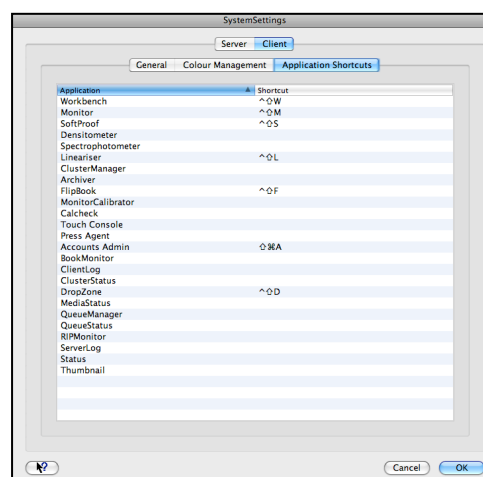 SystemSettings
Server Client
General Colour Management Application Shortcuts
Application Shortcut
Workbench ^⇧W
Monitor ^⇧M
SoftProof ^⇧S
Densitometer
Spectrophotometer
Lineariser ^⇧L
ClusterManager
Archiver
FlipBook ^⇧F
MonitorCalibrator
Calcheck
Touch Console
Press Agent
Accounts Admin ⇧⌘A
BookMonitor
ClientLog
ClusterStatus
DropZone ^⇧D
MediaStatus
QueueManager
QueueStatus
RIPMonitor
ServerLog
Status
Thumbnail
? Cancel OK